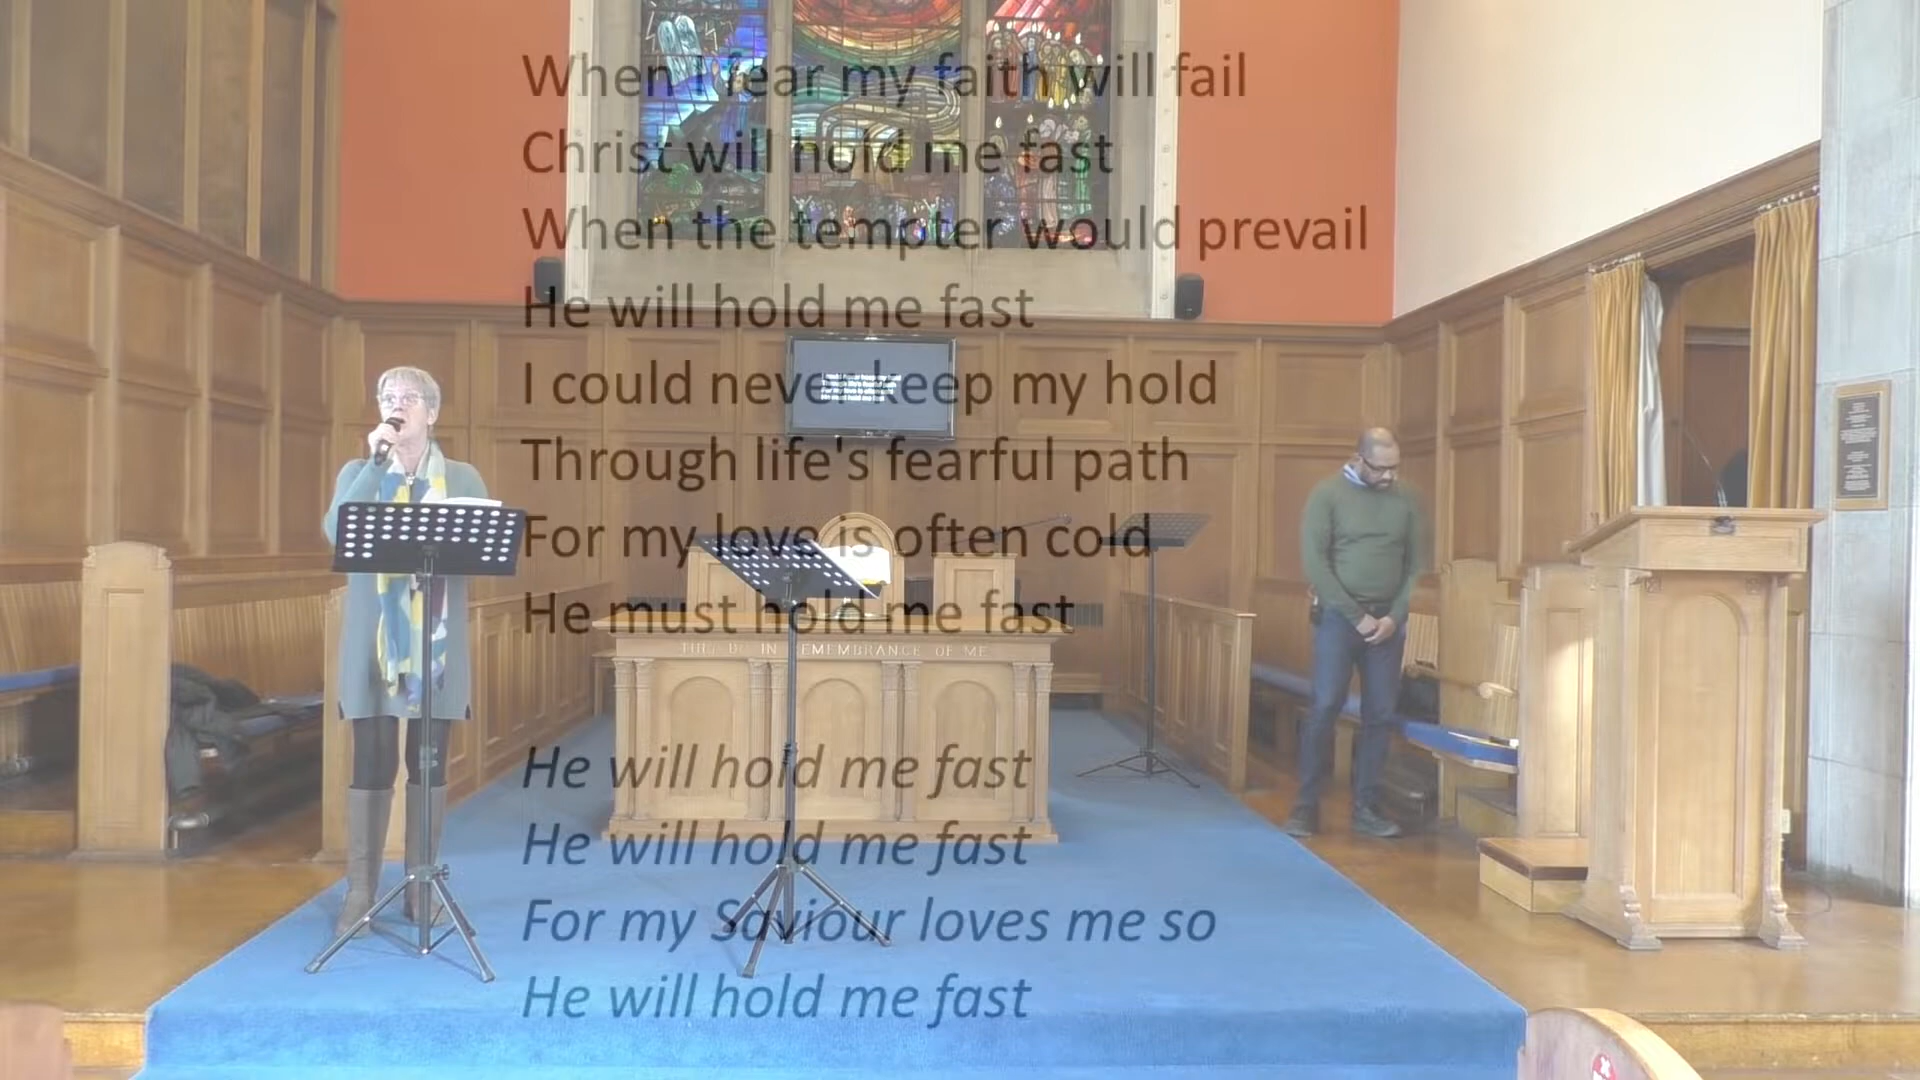 When I fear my faith will fail
Christ will hold me fast
When the tempter would prevail
He will hold me fast
I could never keep my hold
Through life's fearful path
For my love is often cold
He must hold me fast
THIS DO IN REMEMBRANCE OF ME
He will hold me fast
He will hold me fast
For my Saviour loves me so
He will hold me fast